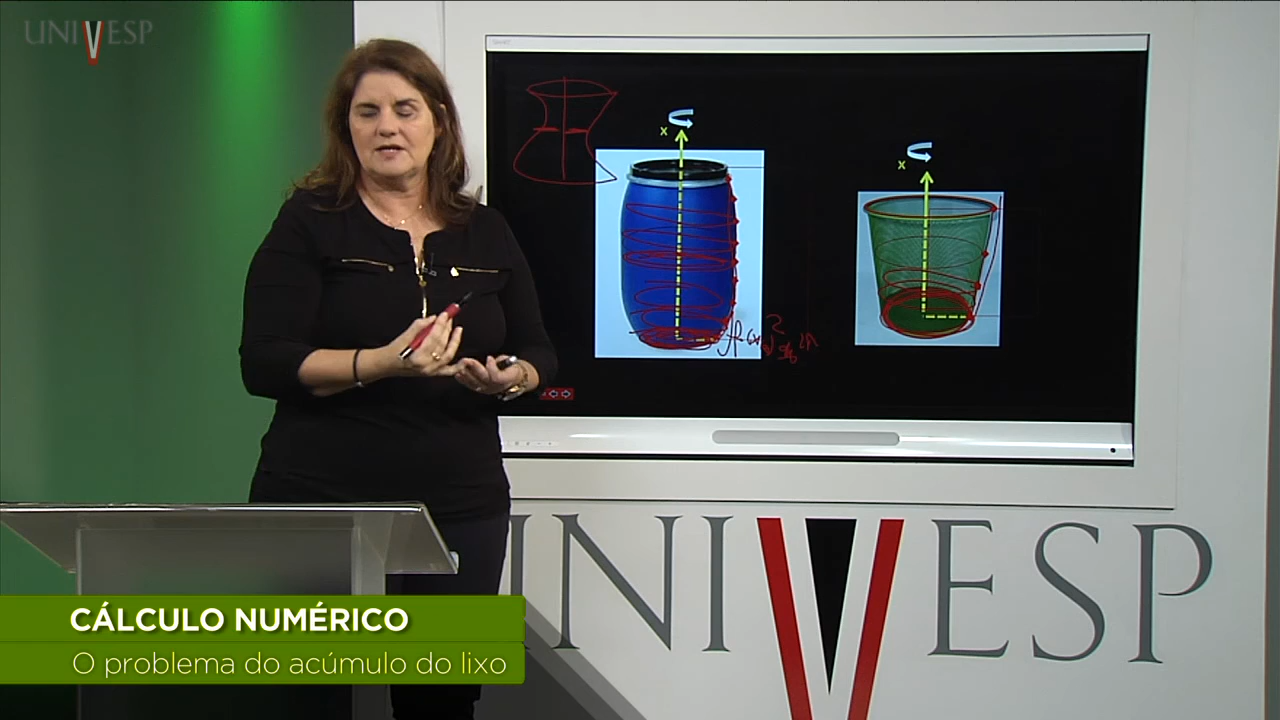 UNIVESP
x
x
UNIVESP
CÁLCULO NUMÉRICO
O problema do acúmulo do lixo